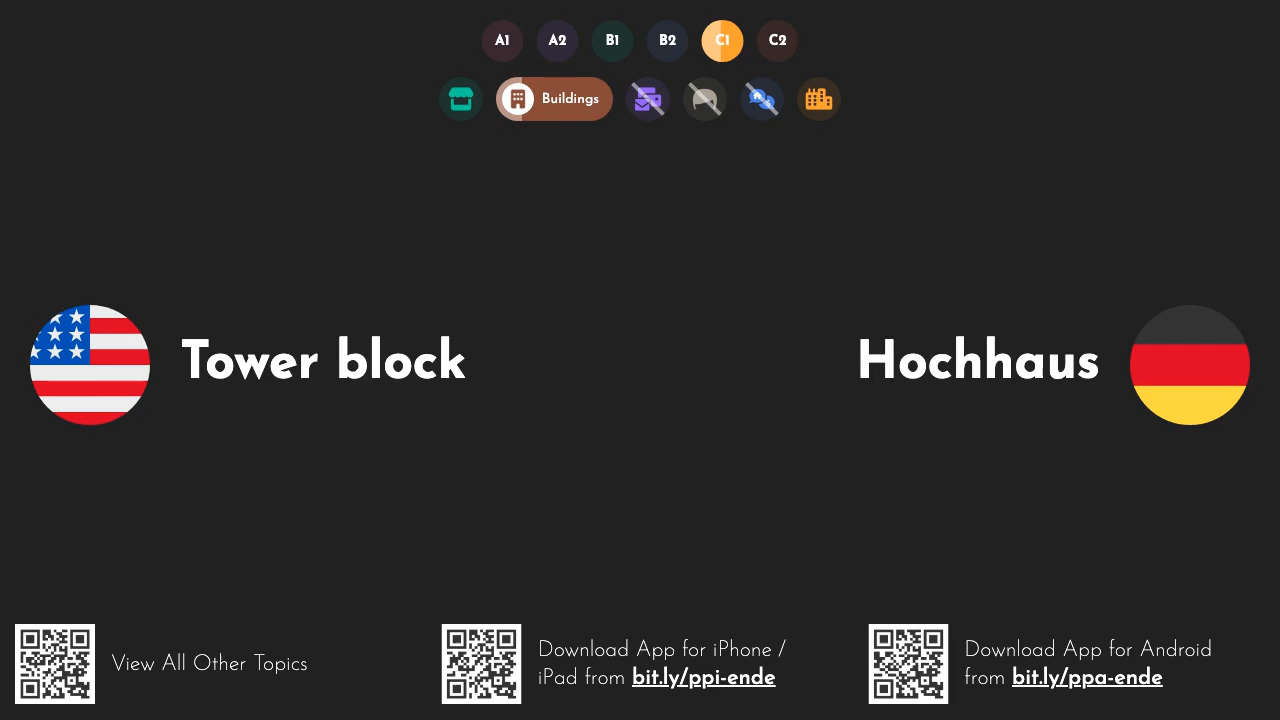 A1 A2 B1 B2 C1 C2
Buildings
Tower block
Hochhaus
View All Other Topics
Download App for iPhone /
iPad from bit.ly/ppi-ende
Download App for Android
from bit.ly/ppa-ende